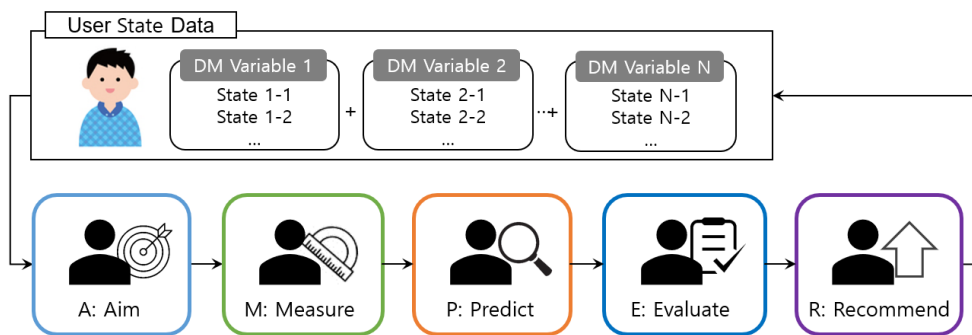 User State Data
DM Variable 1
State 1-1
State 1-2
...
+
DM Variable 2
State 2-1
State 2-2
...
··+
DM Variable N
State N-1
State N-2
...
A: Aim
M: Measure
P: Predict
E: Evaluate
R: Recommend